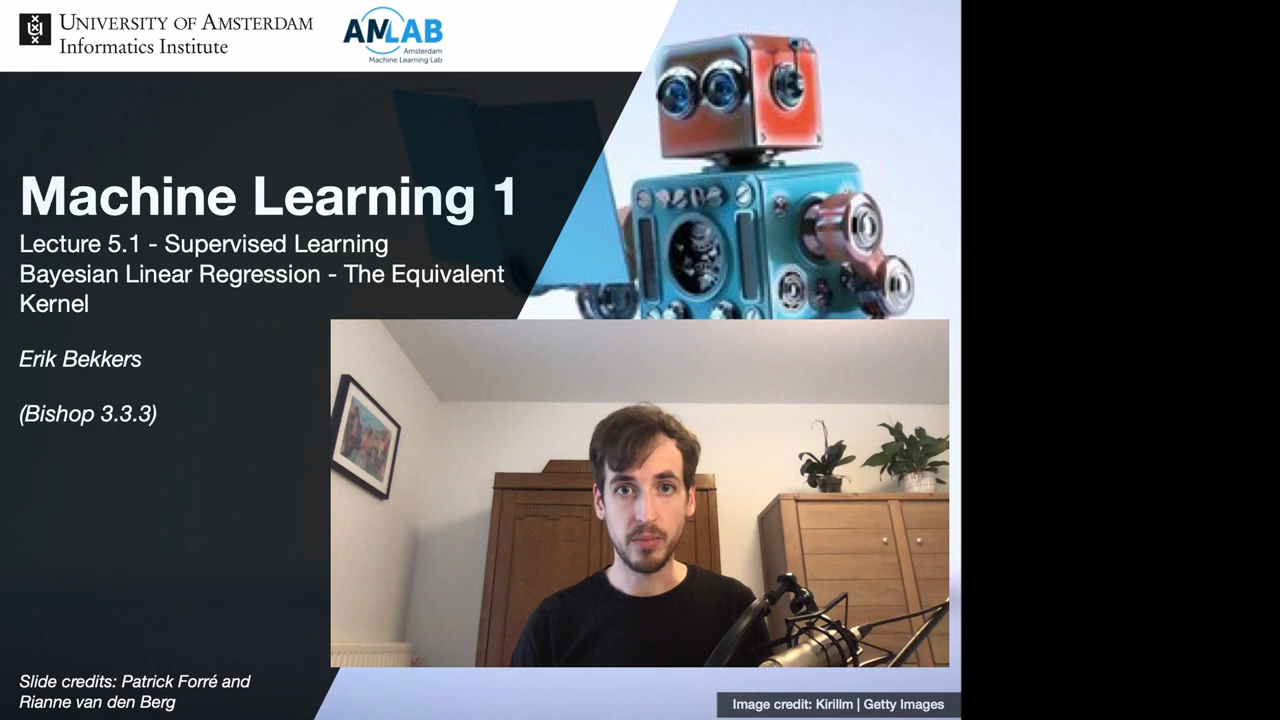 UNIVERSITY OF AMSTERDAM
Informatics Institute
AMLAB
Amsterdam
Machine Learning Lab
Machine Learning 1
Lecture 5.1 - Supervised Learning
Bayesian Linear Regression - The Equivalent
Kernel
Erik Bekkers
(Bishop 3.3.3)
Slide credits: Patrick Forré and
Rianne van den Berg
Image credit: Kirillm | Getty Images